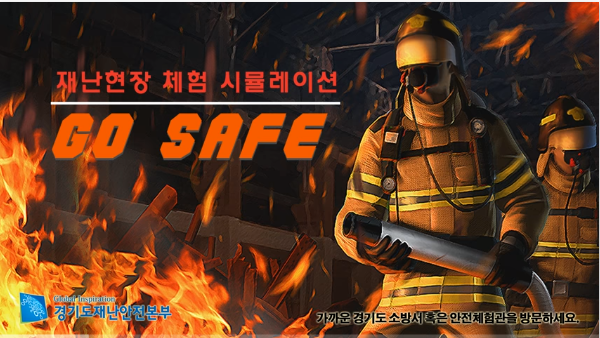 재난현장 체험 시뮬레이션
GO SAFE
Global Inspiration
경기도재난안전본부
가까운 경기도 소방서 혹은 안전체험관을 방문하세요.